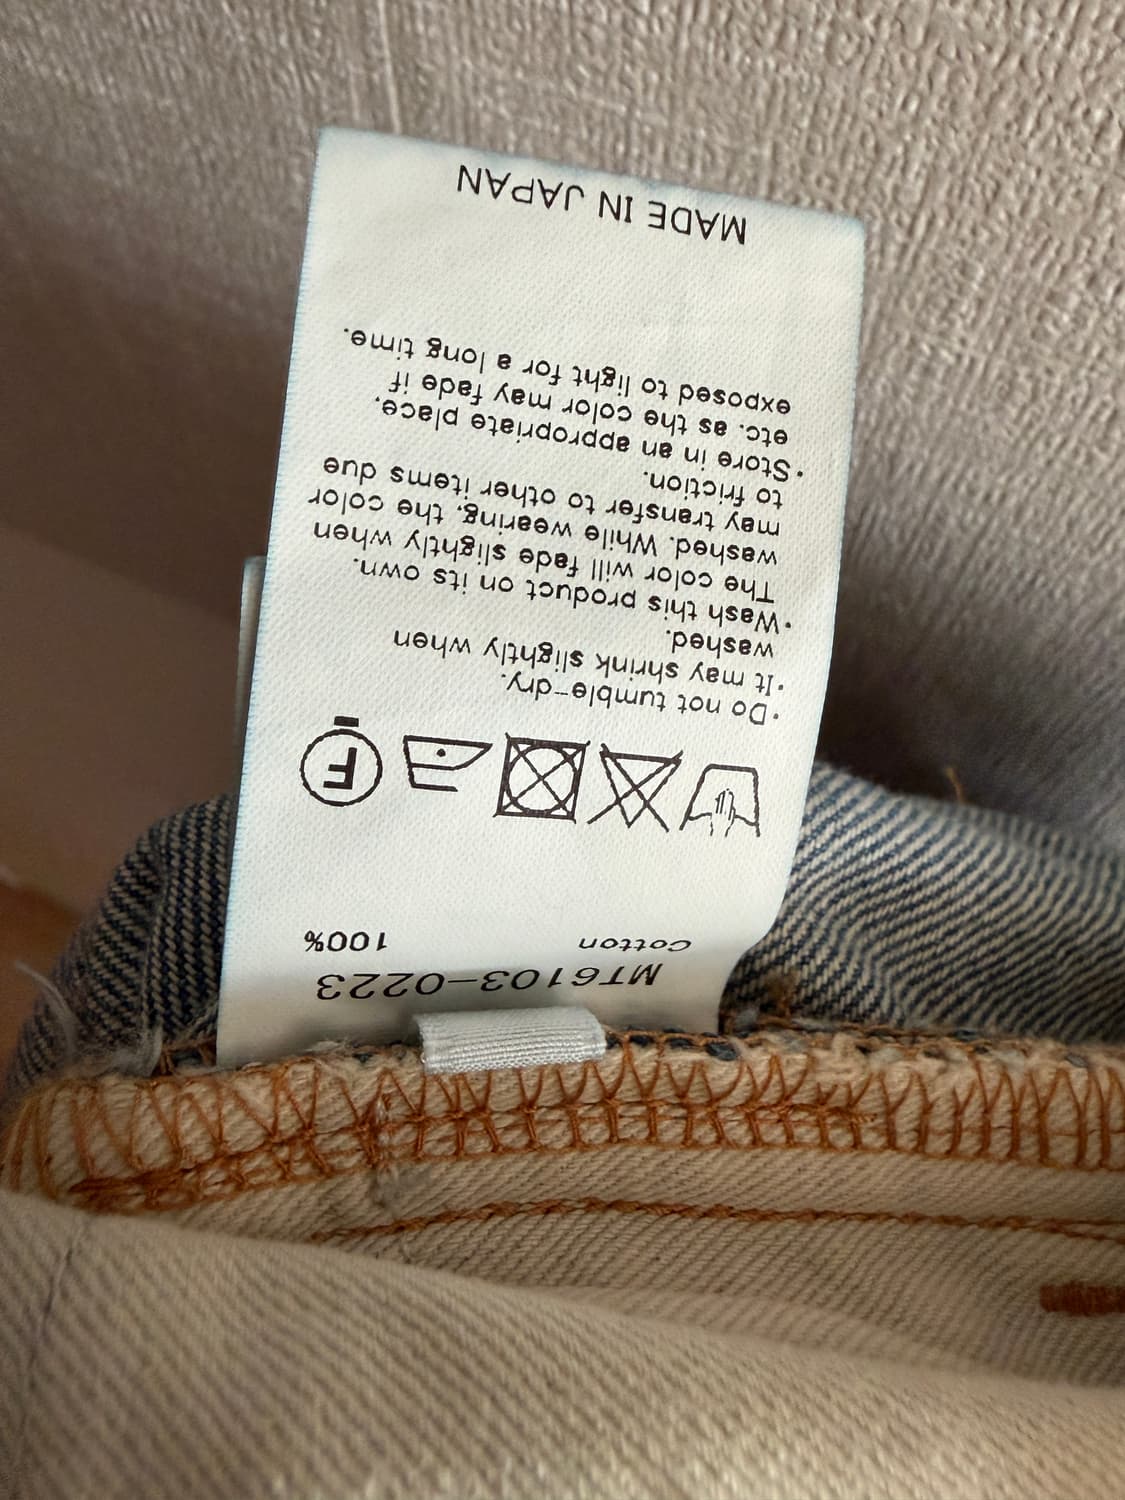 MT6103-0223
Cotton 100%
F
・Do not tumble-dry.
・It may shrink slightly when
washed.
・Wash this product on its own.
The color will fade slightly when
washed. While wearing, the color
may transfer to other items due
to friction.
・Store in an appropriate place,
etc. as the color may fade if
exposed to light for a long time.
MADE IN JAPAN